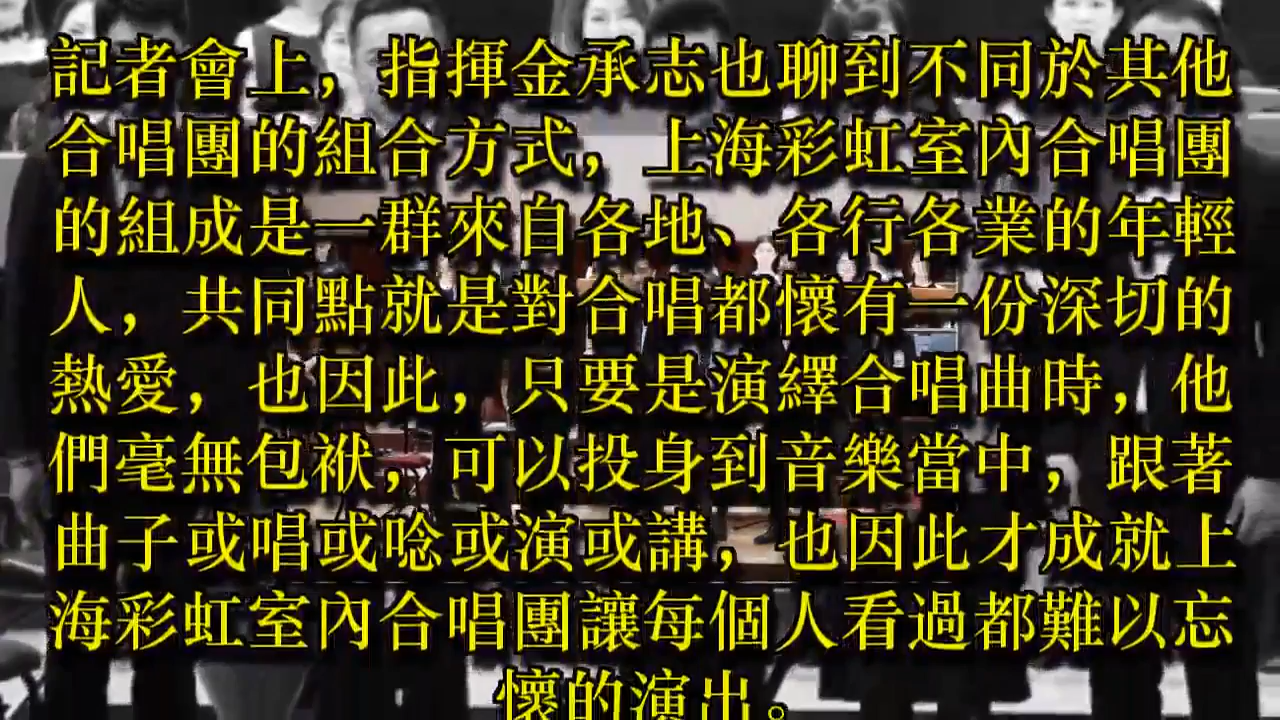 記者會上，指揮金承志也聊到不同於其他
合唱團的組合方式，上海彩虹室內合唱團
的組成是一群來自各地、各行各業的年輕
人，共同點就是對合唱都懷有一份深切的
熱愛，也因此，只要是演繹合唱曲時，他
們毫無包袱，可以投身到音樂當中，跟著
曲子或唱或唸或演或講，也因此才成就上
海彩虹室內合唱團讓每個人看過都難以忘
懷的演出。